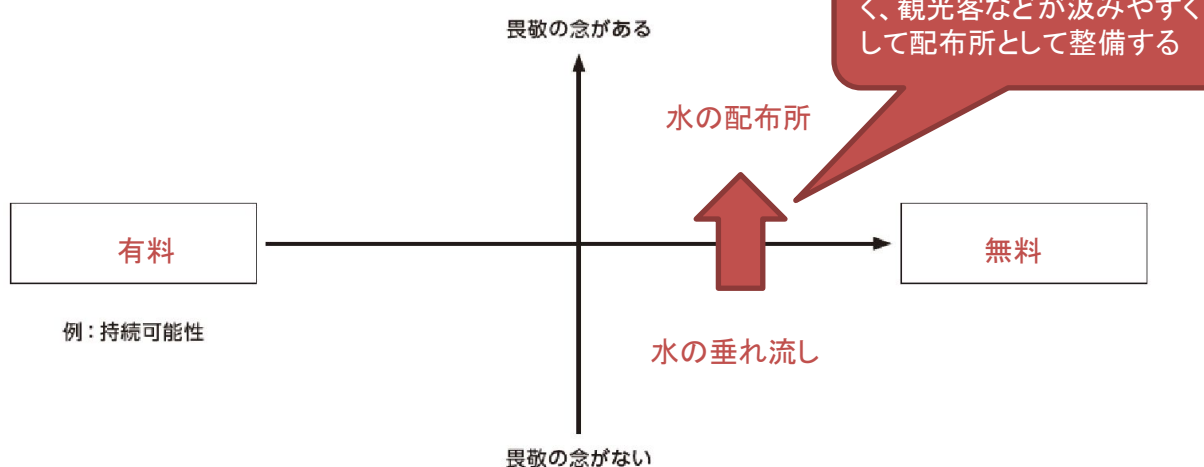 く、観光客などが汲みやすく
して配布所として整備する
畏敬の念がある
水の配布所
有料
無料
例：持続可能性
水の垂れ流し
畏敬の念がない